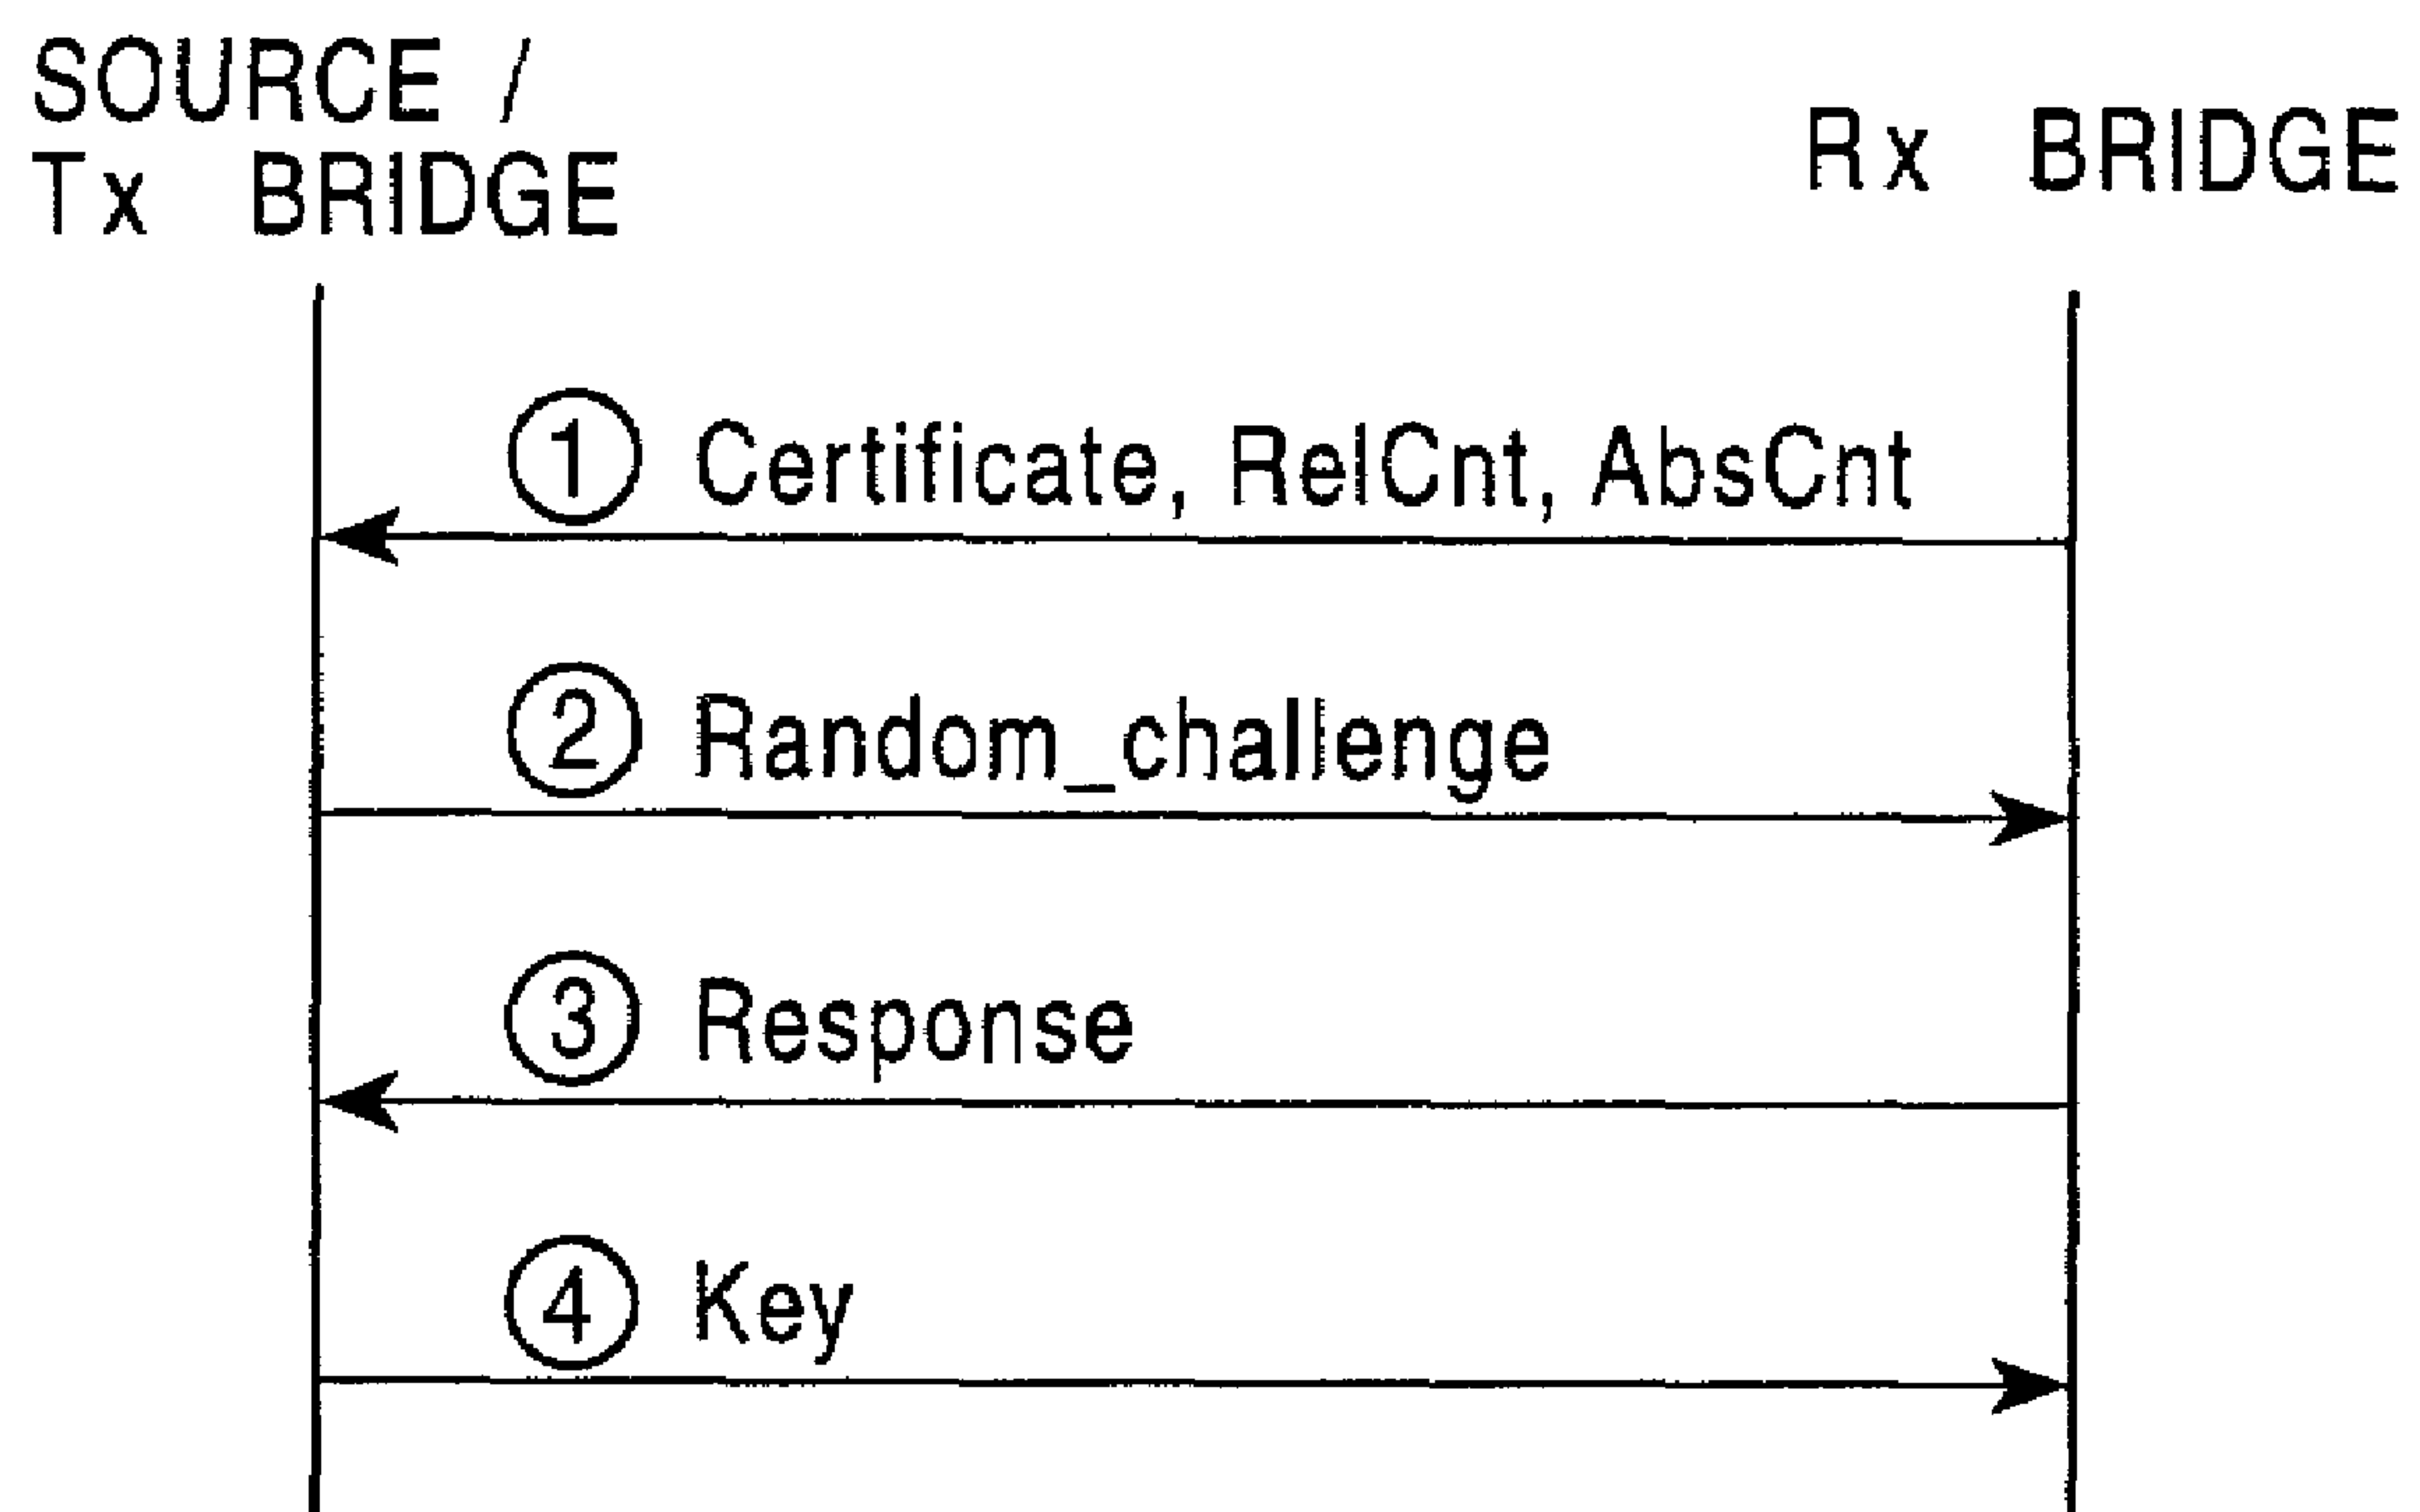 SOURCE /
Tx BRIDGE
Rx BRIDGE
① Certificate, RelCnt, AbsCnt
② Random_challenge
③ Response
④ Key